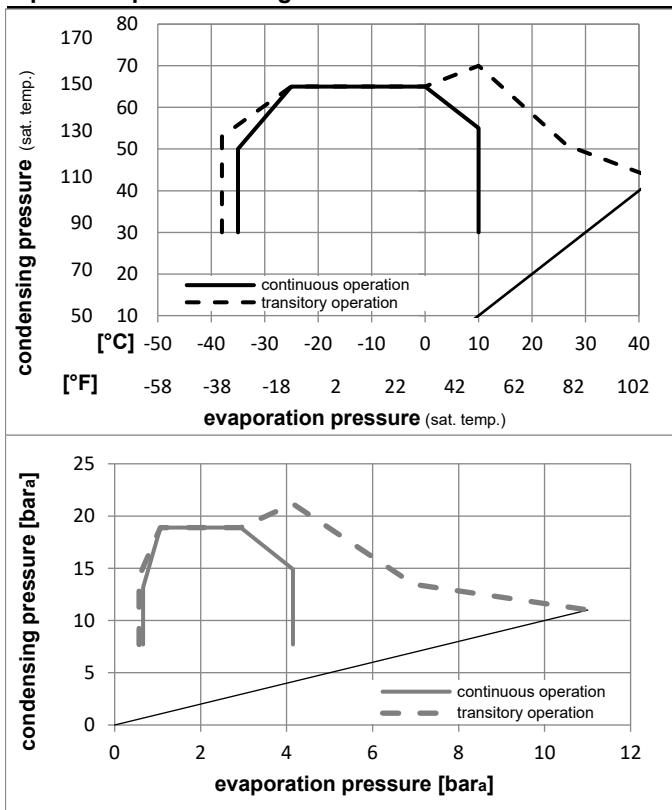 170 80
150 70
130 60
110 50
90 40
70 30
50 20
10
condensing pressure (sat. temp.)
continuous operation
transitory operation
[°C] -50 -40 -30 -20 -10 0 10 20 30 40
[°F] -58 -38 -18 2 22 42 62 82 102
evaporation pressure (sat. temp.)
25
20
15
10
5
0
condensing pressure [bara]
continuous operation
transitory operation
0 2 4 6 8 10 12
evaporation pressure [bara]